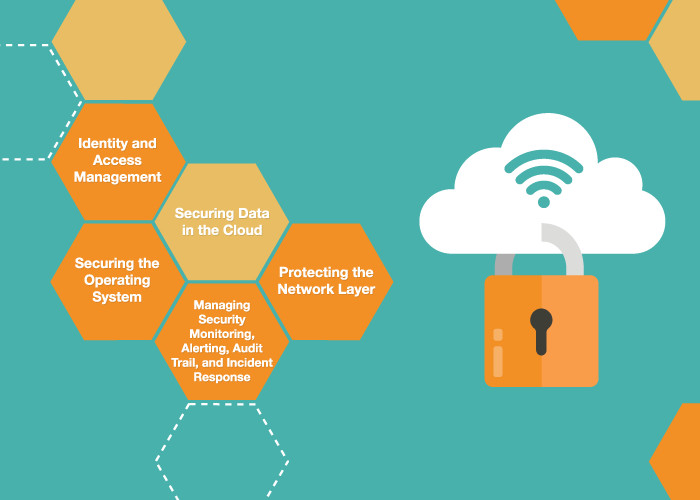 Identity and
Access
Management
Securing Data
in the Cloud
Securing the
Operating
System
Protecting the
Network Layer
Managing
Security
Monitoring,
Alerting, Audit
Trail, and Incident
Response